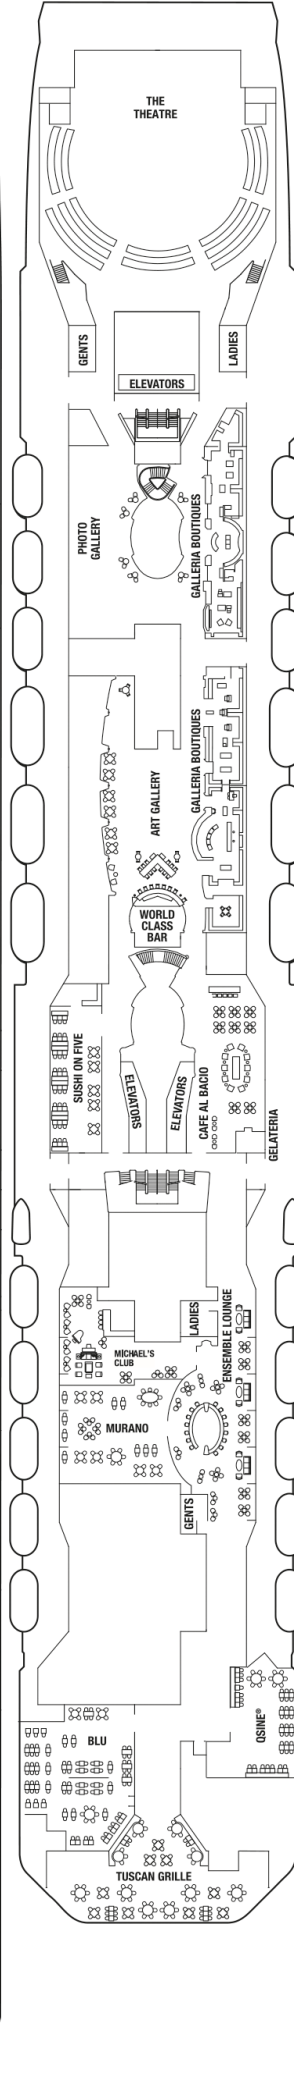 THE
THEATRE
GENTS
LADIES
ELEVATORS
PHOTO
GALLERY
GALLERIA BOUTIQUES
ART GALLERY
GALLERIA BOUTIQUES
WORLD
CLASS
BAR
SUSHI ON FIVE
ELEVATORS
ELEVATORS
CAFE AL BACIO
GELATERIA
LADIES
ENSEMBLE LOUNGE
MICHAEL'S
CLUB
MURANO
GENTS
QSINE®
BLU
TUSCAN GRILLE